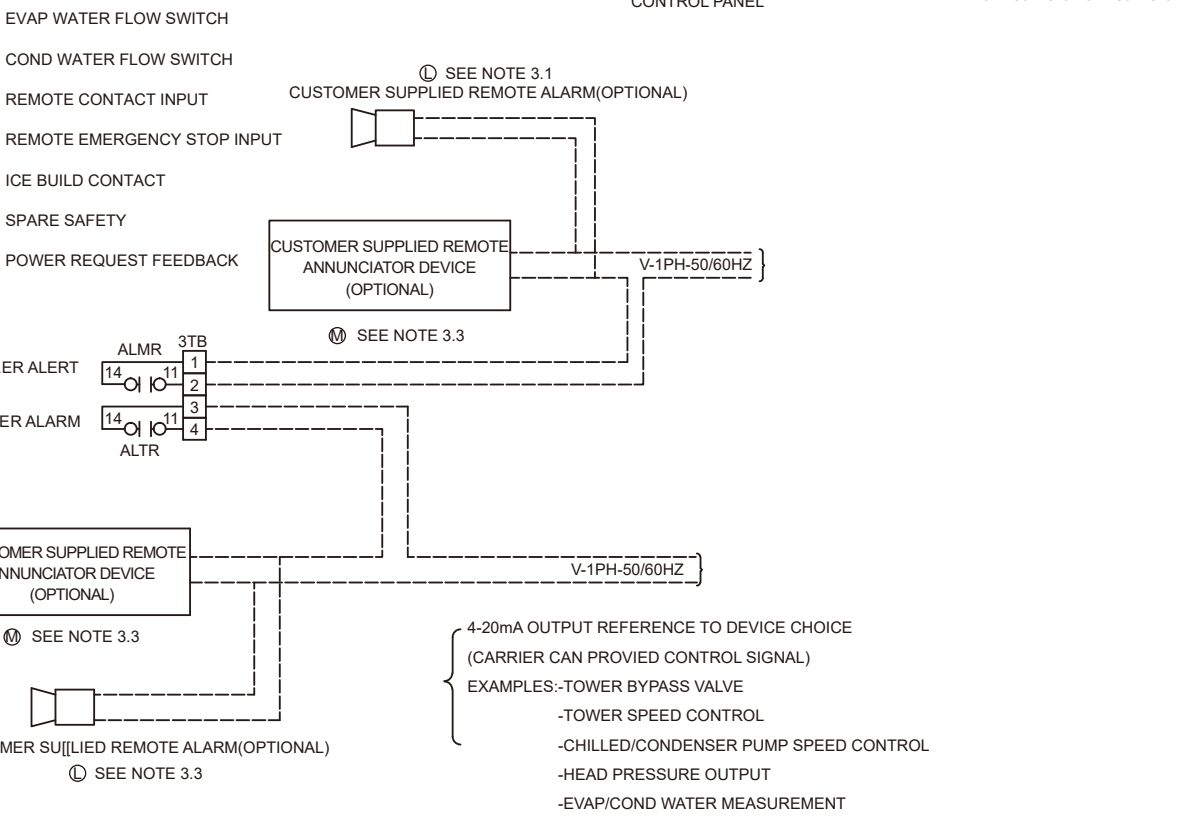 CONTROL PANEL
EVAP WATER FLOW SWITCH
COND WATER FLOW SWITCH
REMOTE CONTACT INPUT
REMOTE EMERGENCY STOP INPUT
ICE BUILD CONTACT
SPARE SAFETY
POWER REQUEST FEEDBACK
Ⓛ SEE NOTE 3.1
CUSTOMER SUPPLIED REMOTE ALARM(OPTIONAL)
CUSTOMER SUPPLIED REMOTE
ANNUNCIATOR DEVICE
(OPTIONAL)
V-1PH-50/60HZ
Ⓜ SEE NOTE 3.3
ALMR 3TB
ER ALERT
14 11
1
2
ER ALARM
14 11
3
4
ALTR
OMER SUPPLIED REMOTE
NNUNCIATOR DEVICE
(OPTIONAL)
V-1PH-50/60HZ
Ⓜ SEE NOTE 3.3
MER SU[[LIED REMOTE ALARM(OPTIONAL)
Ⓛ SEE NOTE 3.3
4-20mA OUTPUT REFERENCE TO DEVICE CHOICE
(CARRIER CAN PROVIED CONTROL SIGNAL)
EXAMPLES:-TOWER BYPASS VALVE
-TOWER SPEED CONTROL
-CHILLED/CONDENSER PUMP SPEED CONTROL
-HEAD PRESSURE OUTPUT
-EVAP/COND WATER MEASUREMENT